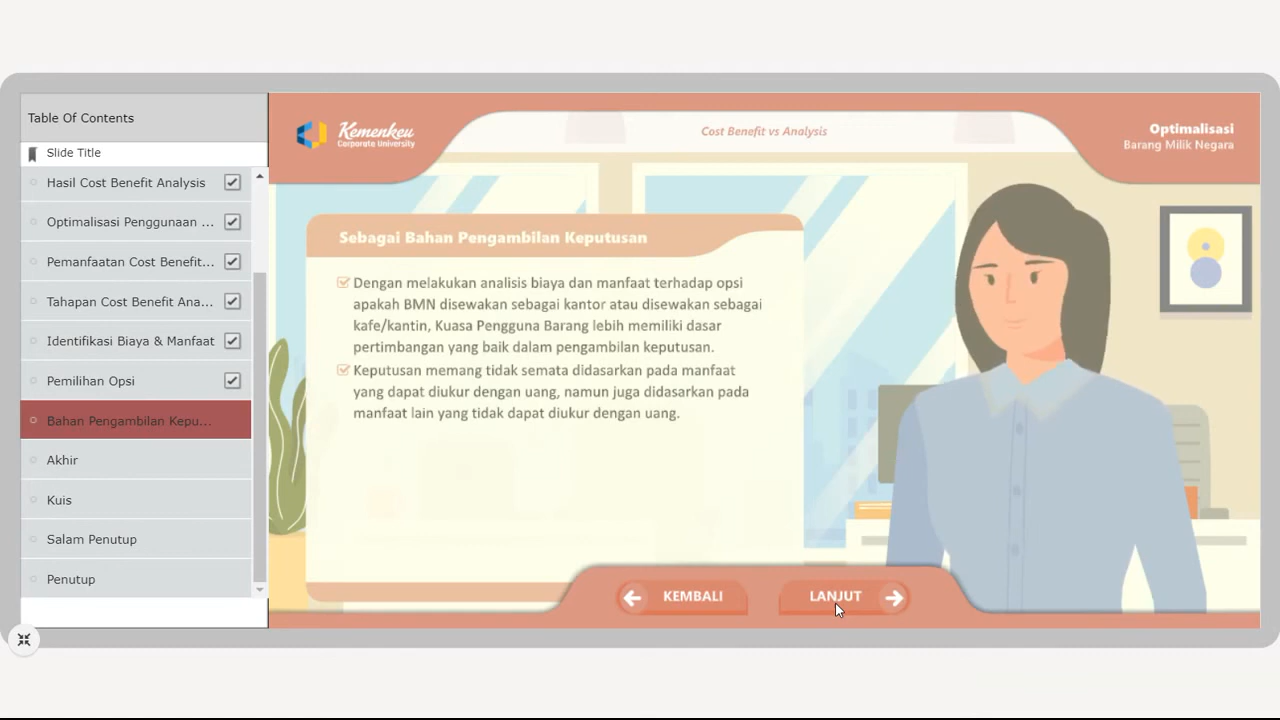 Table Of Contents
Slide Title
Hasil Cost Benefit Analysis
Optimalisasi Penggunaan ...
Pemanfaatan Cost Benefit...
Tahapan Cost Benefit Ana...
Identifikasi Biaya & Manfaat
Pemilihan Opsi
Bahan Pengambilan Kepu...
Akhir
Kuis
Salam Penutup
Penutup
Kemenkeu
Corporate University
Cost Benefit vs Analysis
Optimalisasi
Barang Milik Negara
Sebagai Bahan Pengambilan Keputusan
Dengan melakukan analisis biaya dan manfaat terhadap opsi
apakah BMN disewakan sebagai kantor atau disewakan sebagai
kafe/kantin, Kuasa Pengguna Barang lebih memiliki dasar
pertimbangan yang baik dalam pengambilan keputusan.
Keputusan memang tidak semata didasarkan pada manfaat
yang dapat diukur dengan uang, namun juga didasarkan pada
manfaat lain yang tidak dapat diukur dengan uang.
KEMBALI
LANJUT